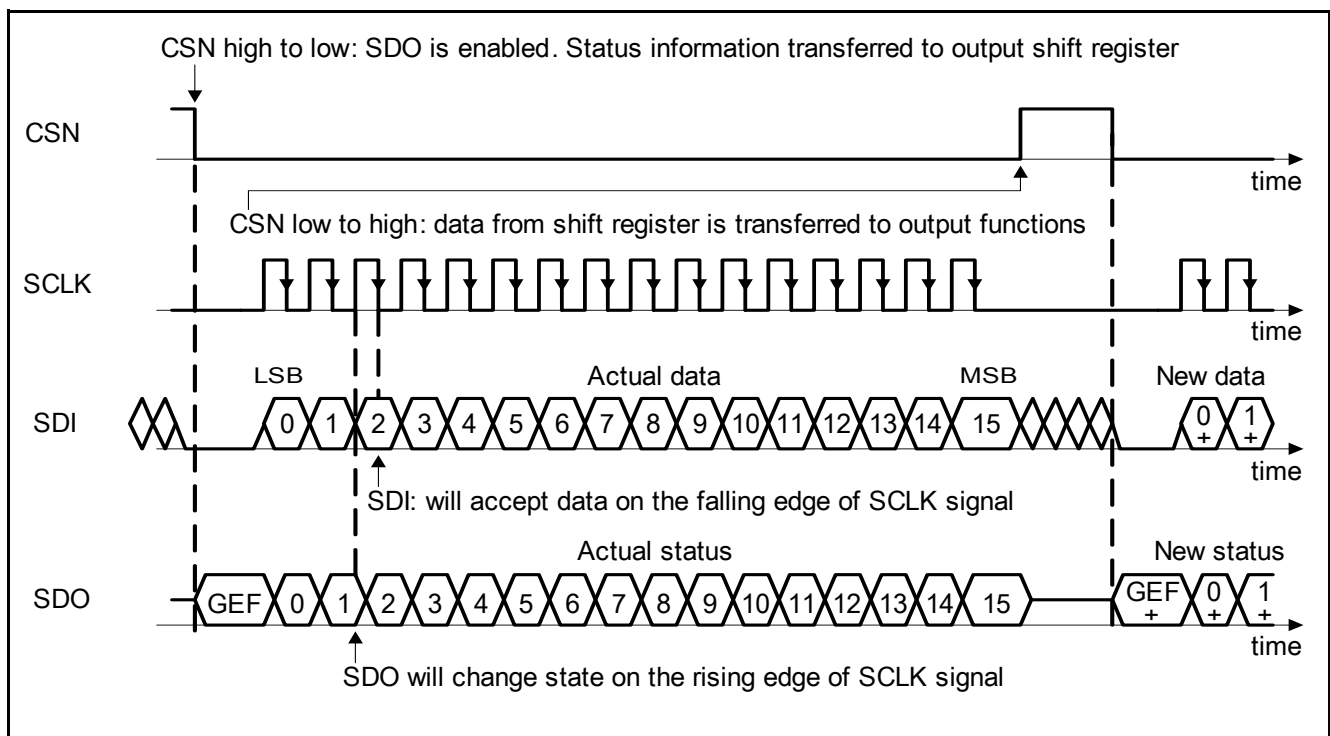 CSN high to low: SDO is enabled. Status information transferred to output shift register
CSN
time
CSN low to high: data from shift register is transferred to output functions
SCLK
time
LSB Actual data MSB New data
SDI 0 1 2 3 4 5 6 7 8 9 10 11 12 13 14 15 0+ 1+
time
SDI: will accept data on the falling edge of SCLK signal
Actual status New status
SDO GEF 0 1 2 3 4 5 6 7 8 9 10 11 12 13 14 15 GEF+ 0+ 1+
time
SDO will change state on the rising edge of SCLK signal